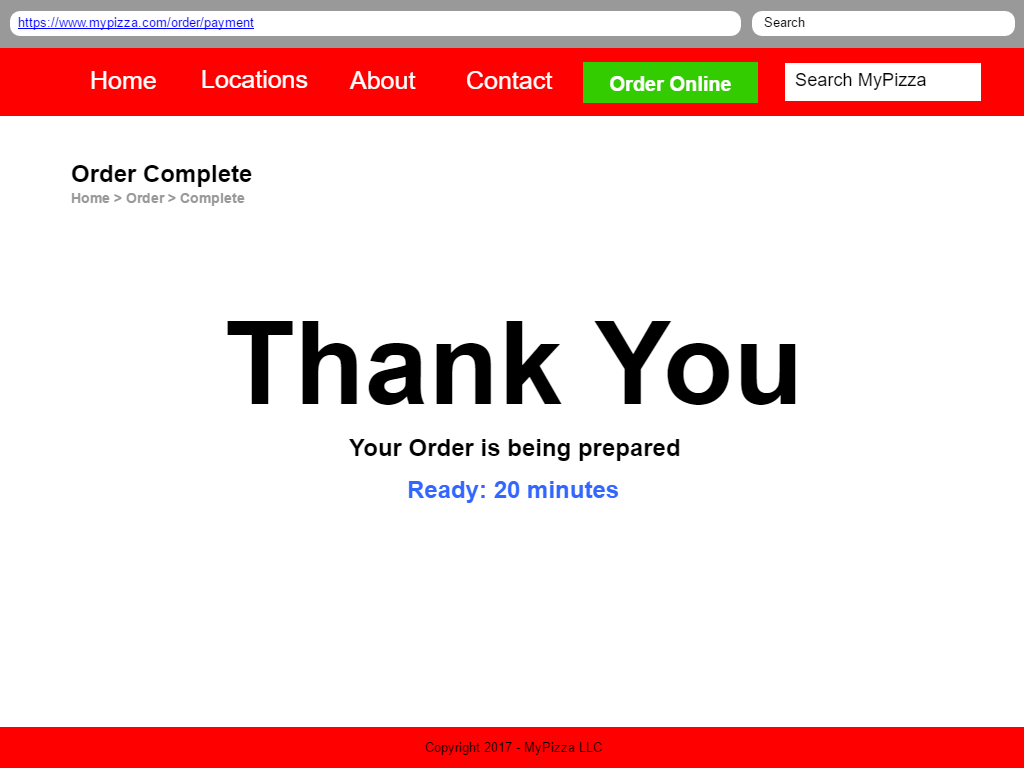 https://www.mypizza.com/order/payment
Search
Home Locations About Contact Order Online Search MyPizza
Order Complete
Home > Order > Complete
Thank You
Your Order is being prepared
Ready: 20 minutes
Copyright 2017 - MyPizza LLC